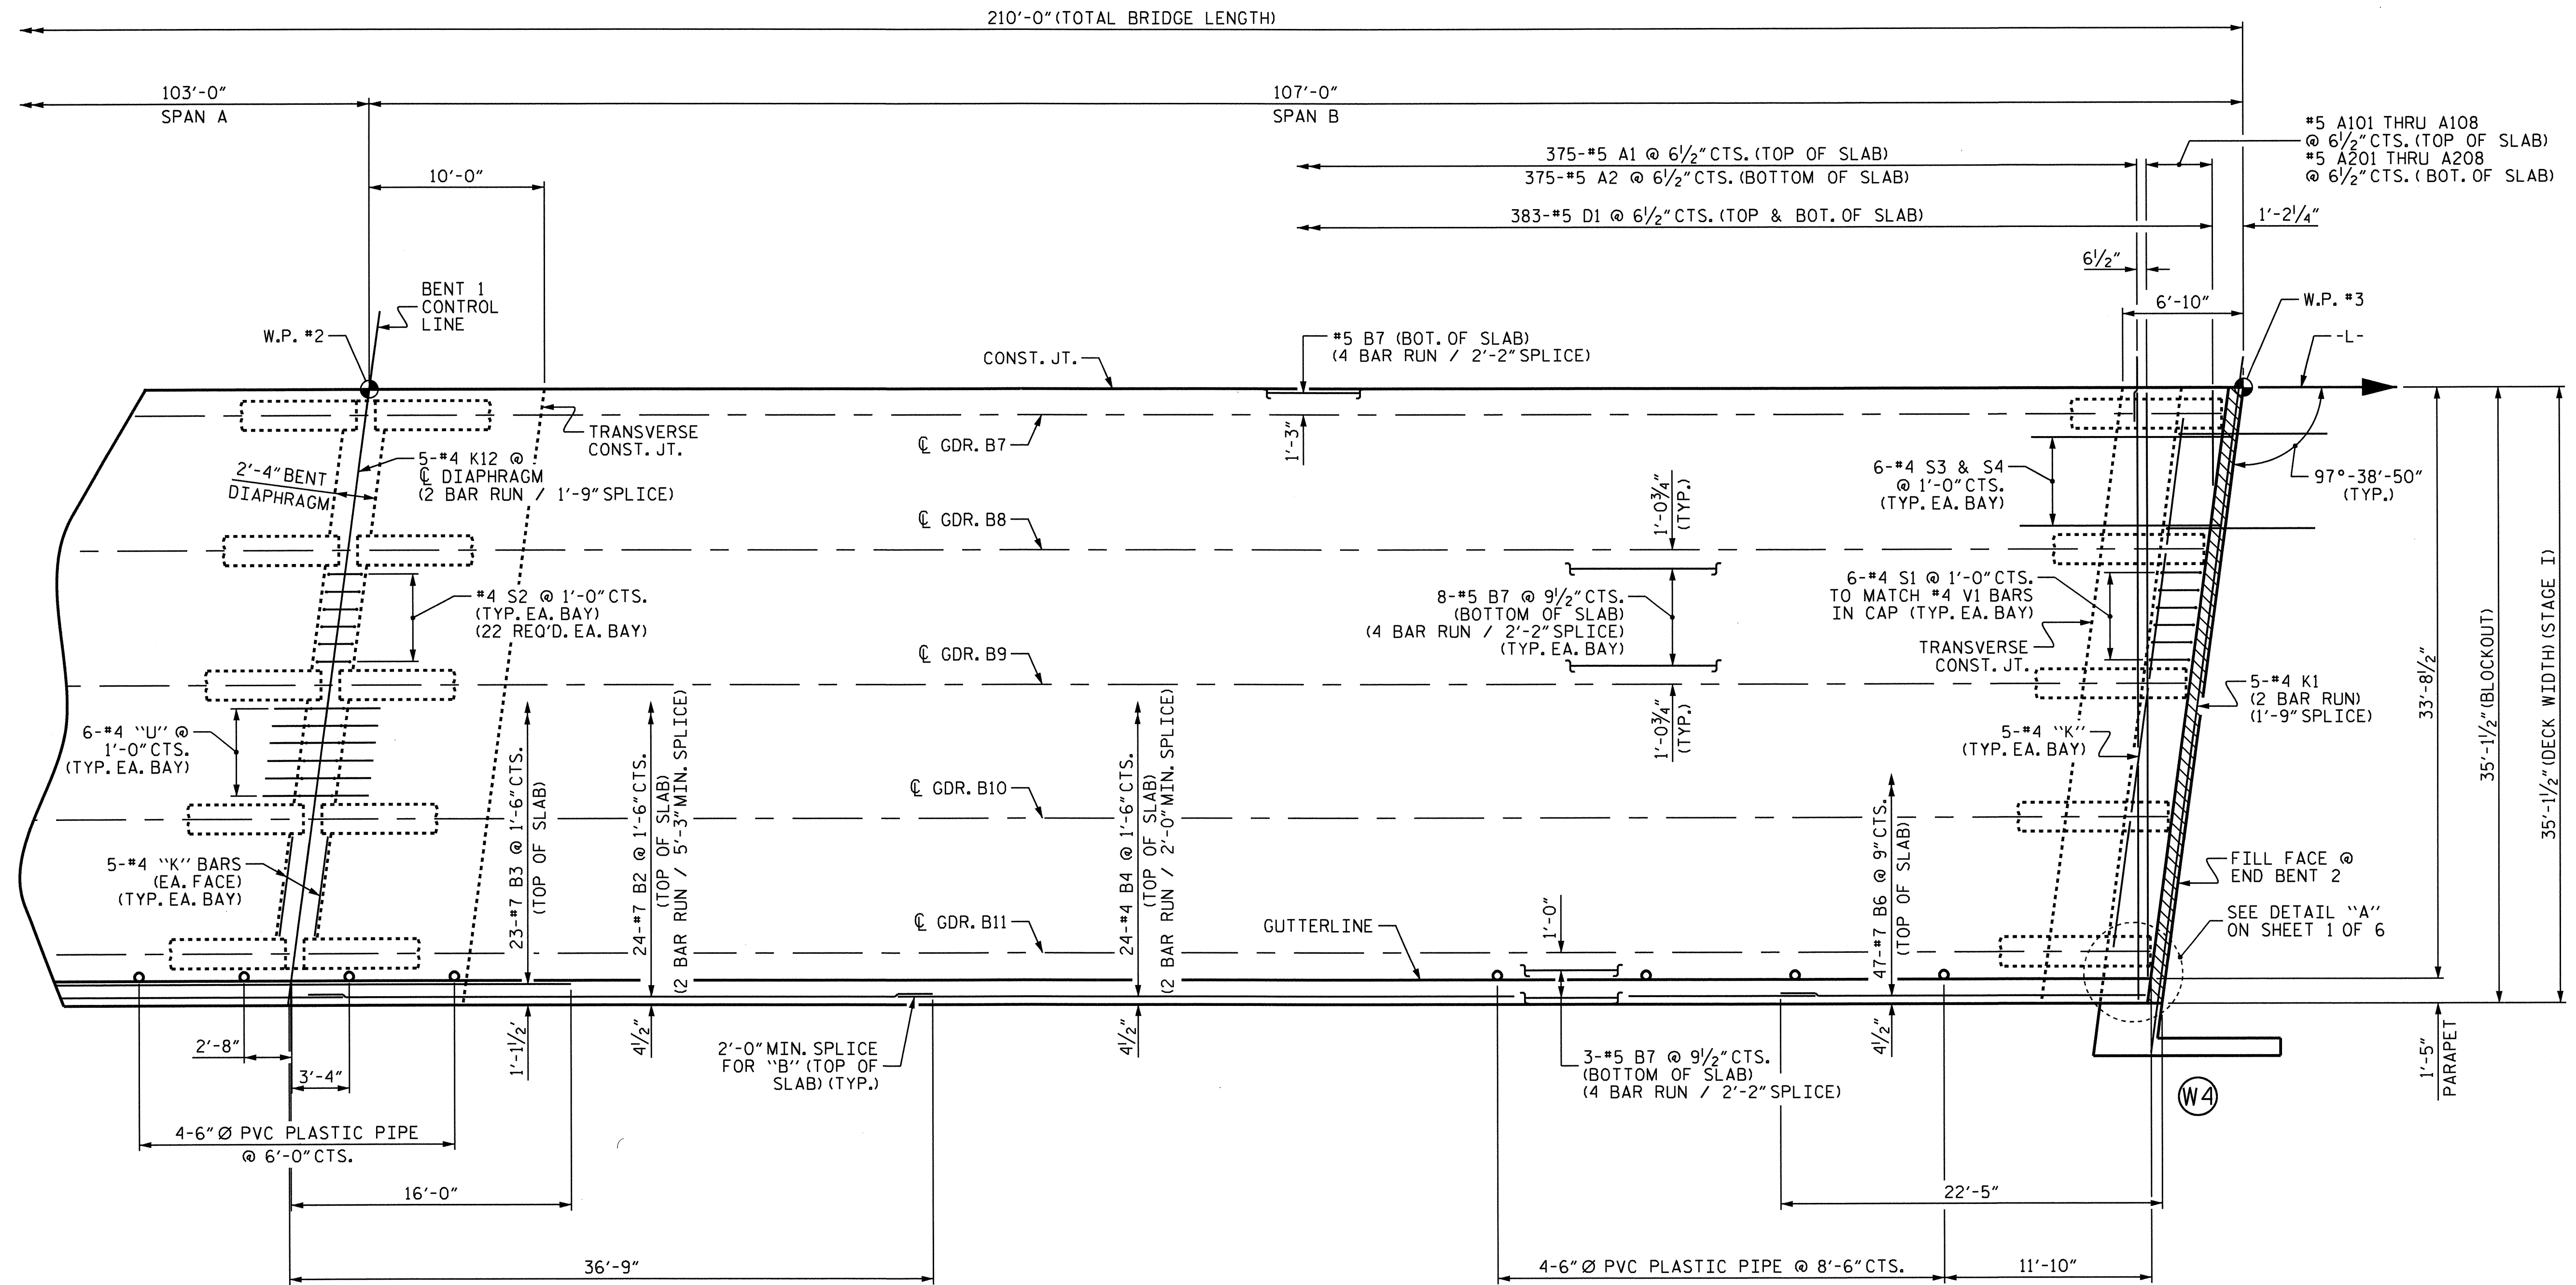 210'-0" (TOTAL BRIDGE LENGTH)
103'-0"
SPAN A
107'-0"
SPAN B
#5 A101 THRU A108
@ 6½" CTS. (TOP OF SLAB)
#5 A201 THRU A208
@ 6½" CTS. (BOT. OF SLAB)
375-#5 A1 @ 6½" CTS. (TOP OF SLAB)
375-#5 A2 @ 6½" CTS. (BOTTOM OF SLAB)
10'-0"
383-#5 D1 @ 6½" CTS. (TOP & BOT. OF SLAB)
1'-2¼"
6½"
6'-10"
BENT 1
CONTROL
LINE
W.P. #2
W.P. #3
-L-
CONST. JT.
#5 B7 (BOT. OF SLAB)
(4 BAR RUN / 2'-2" SPLICE)
TRANSVERSE
CONST. JT.
℄ GDR. B7
1'-3"
2'-4" BENT
DIAPHRAGM
5-#4 K12 @
℄ DIAPHRAGM
(2 BAR RUN / 1'-9" SPLICE)
6-#4 S3 & S4
@ 1'-0" CTS.
(TYP. EA. BAY)
97°-38'-50"
(TYP.)
℄ GDR. B8
1'-0¾"
(TYP.)
#4 S2 @ 1'-0" CTS.
(TYP. EA. BAY)
(22 REQ'D. EA. BAY)
8-#5 B7 @ 9½" CTS.
(BOTTOM OF SLAB)
(4 BAR RUN / 2'-2" SPLICE)
(TYP. EA. BAY)
6-#4 S1 @ 1'-0" CTS.
TO MATCH #4 V1 BARS
IN CAP (TYP. EA. BAY)
TRANSVERSE
CONST. JT.
℄ GDR. B9
1'-0¾"
(TYP.)
5-#4 K1
(2 BAR RUN)
(1'-9" SPLICE)
5-#4 "K"
(TYP. EA. BAY)
33'-8½"
35'-1½" (BLOCKOUT)
35'-1½" (DECK WIDTH) (STAGE I)
6-#4 "U" @
1'-0" CTS.
(TYP. EA. BAY)
23-#7 B3 @ 1'-6" CTS.
(TOP OF SLAB)
24-#7 B2 @ 1'-6" CTS.
(TOP OF SLAB)
(2 BAR RUN / 5'-3" MIN. SPLICE)
℄ GDR. B10
24-#4 B4 @ 1'-6" CTS.
(TOP OF SLAB)
(2 BAR RUN / 2'-0" MIN. SPLICE)
47-#7 B6 @ 9" CTS.
(TOP OF SLAB)
5-#4 "K" BARS
(EA. FACE)
(TYP. EA. BAY)
FILL FACE @
END BENT 2
SEE DETAIL "A"
ON SHEET 1 OF 6
℄ GDR. B11
GUTTERLINE
1'-0"
2'-8"
3'-4"
1'-1½'
4½"
2'-0" MIN. SPLICE
FOR "B" (TOP OF
SLAB) (TYP.)
4½"
3-#5 B7 @ 9½" CTS.
(BOTTOM OF SLAB)
(4 BAR RUN / 2'-2" SPLICE)
4½"
1'-5"
PARAPET
W4
4-6" Ø PVC PLASTIC PIPE
@ 6'-0" CTS.
16'-0"
22'-5"
36'-9"
4-6" Ø PVC PLASTIC PIPE @ 8'-6" CTS.
11'-10"